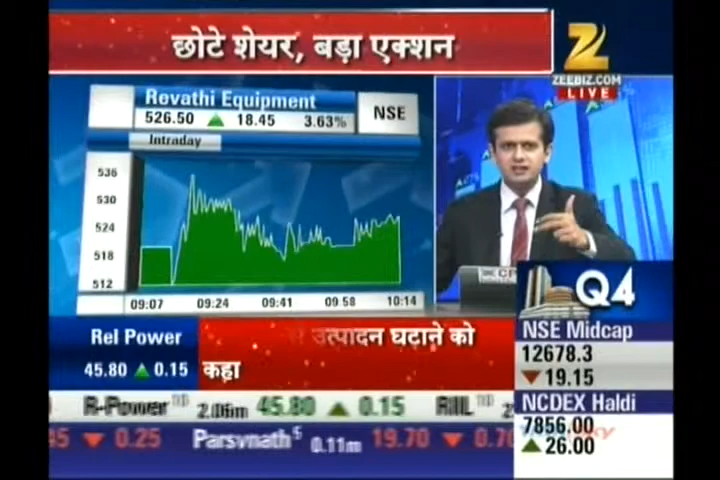 छोटे शेयर, बड़ा एक्शन
ZEEBIZ.COM
LIVE
Revathi Equipment
526.50 18.45 3.63%
NSE
Intraday
536
530
524
518
512
09:07 09:24 09:41 09:58 10:14
Q4
Rel Power
45.80 0.15
उत्पादन घटाने को
कहा
NSE Midcap
12678.3
19.15
NCDEX Haldi
7856.00
26.00
R-Power 2.06m 45.80 0.15 RIIL
0.25 Parsvnath 0.11m 19.70